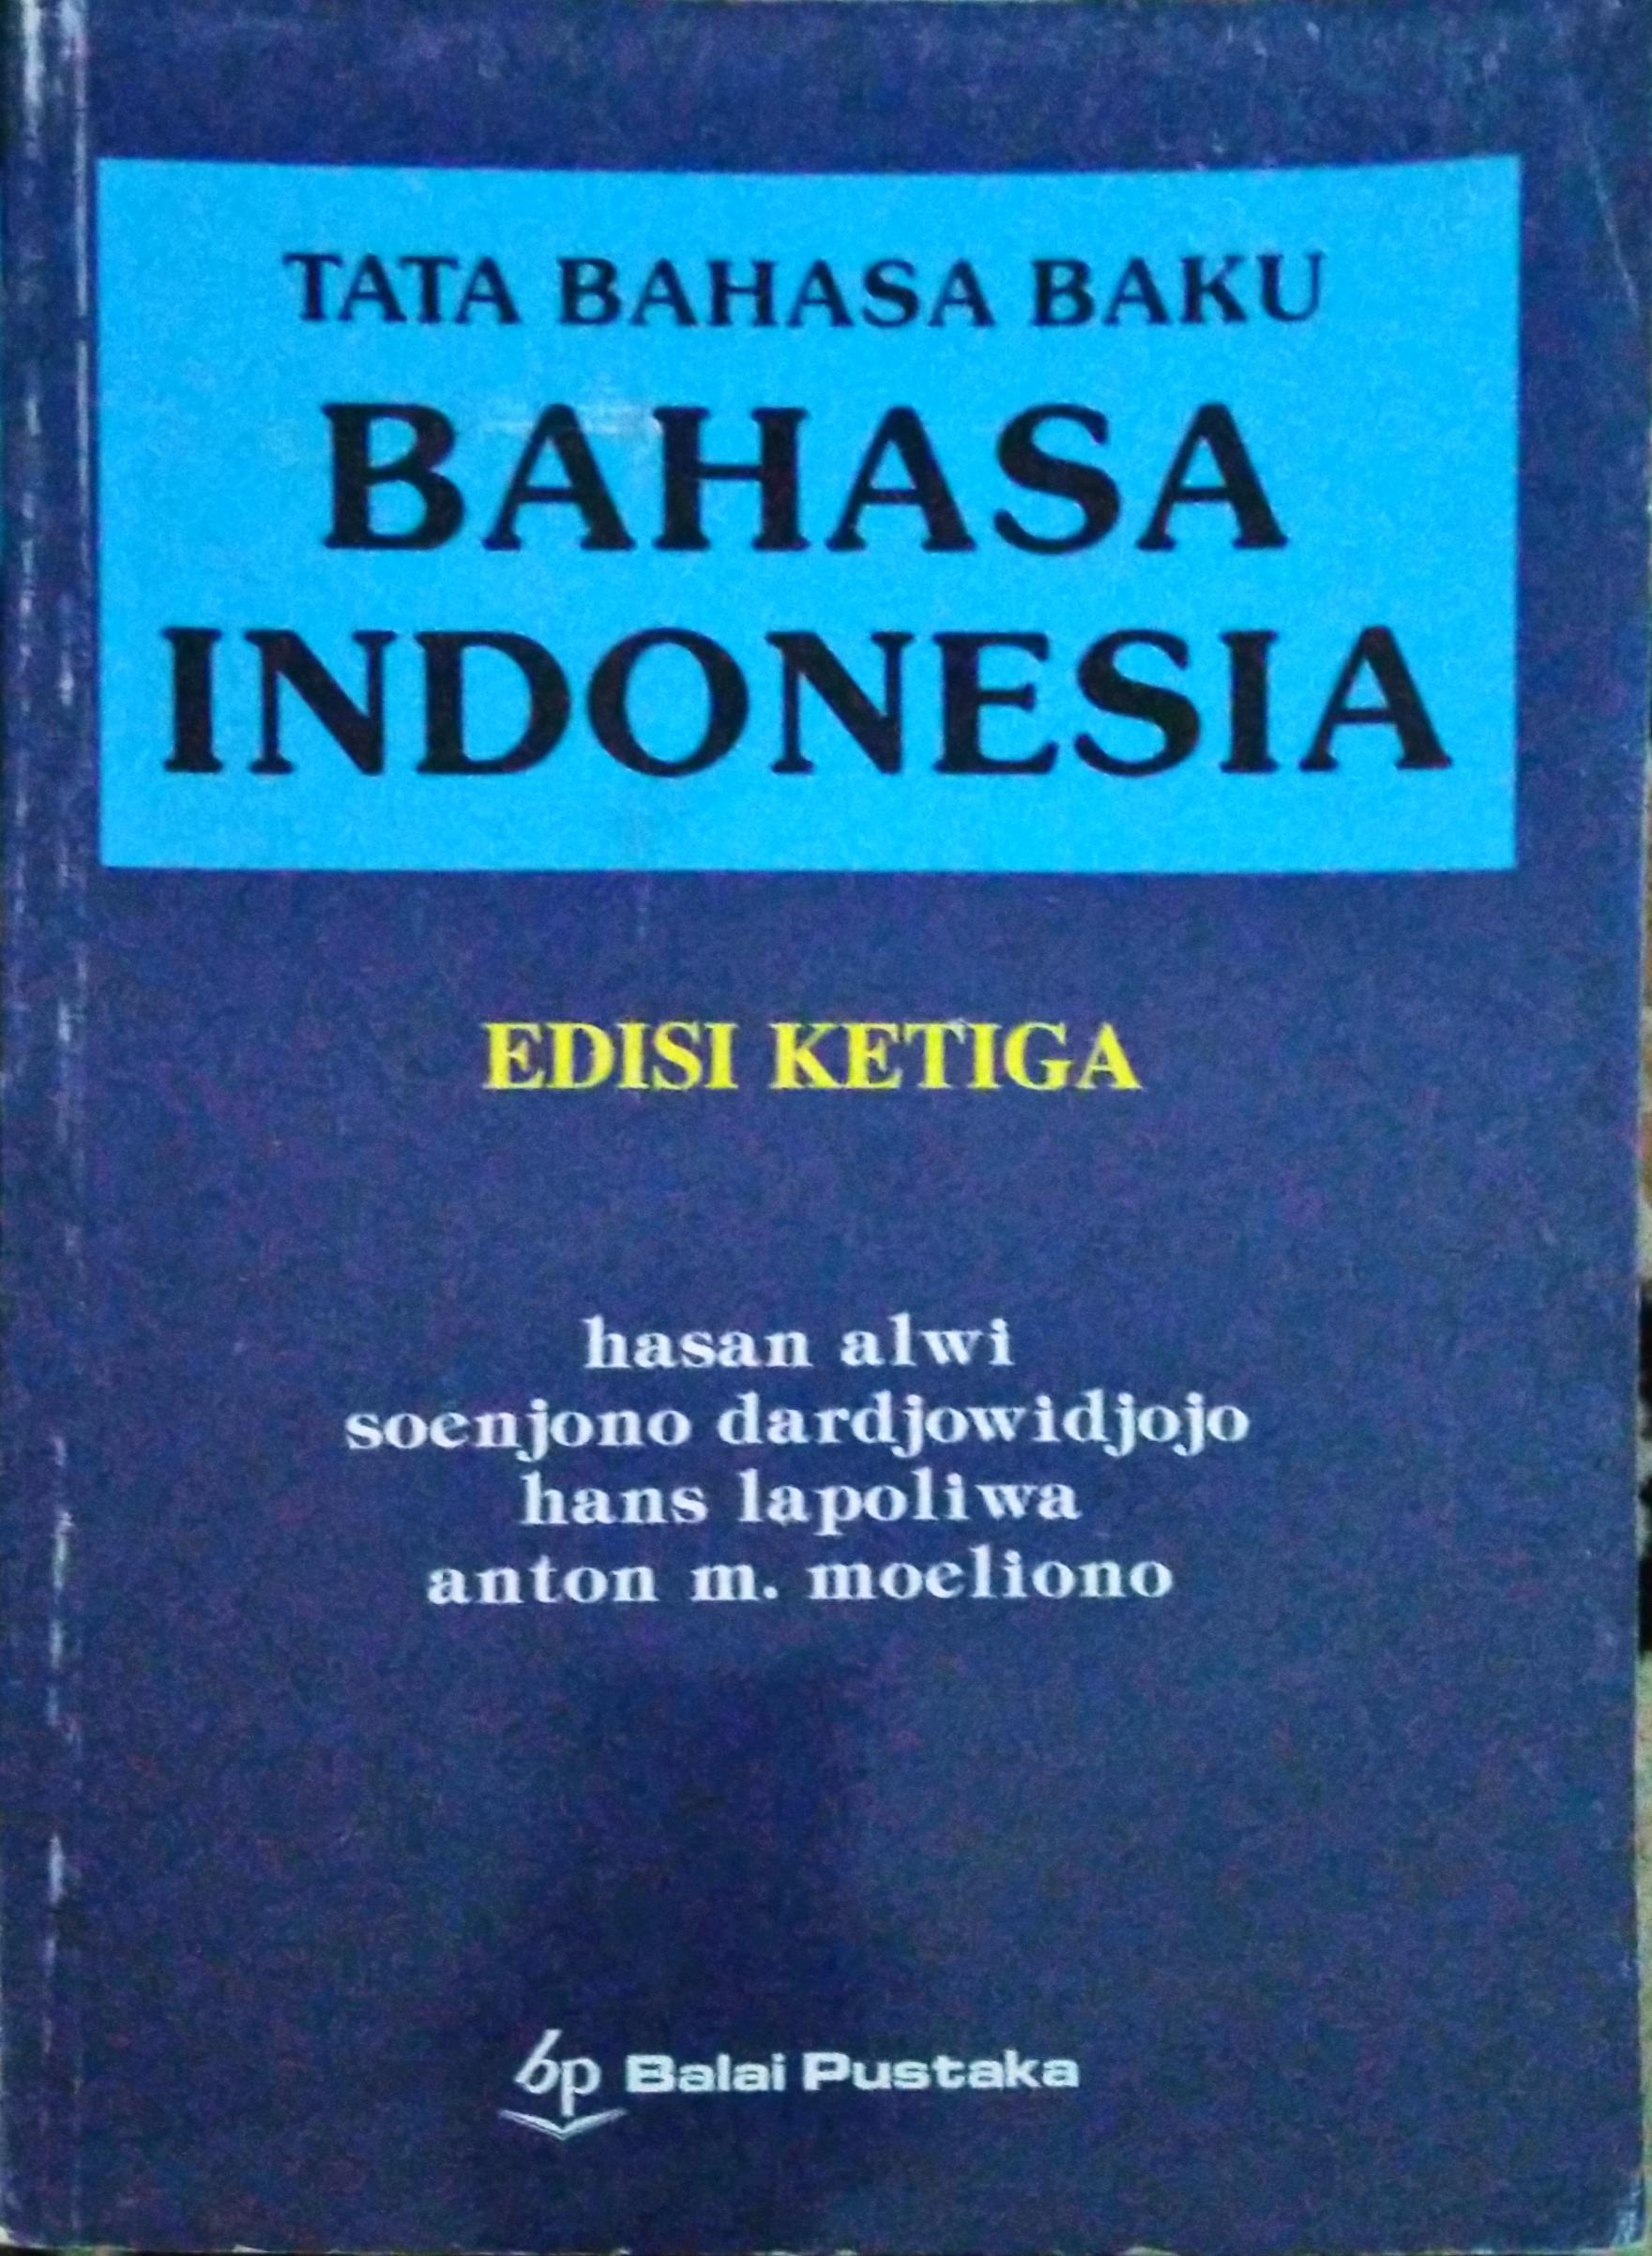 TATA BAHASA BAKU
BAHASA
INDONESIA
EDISI KETIGA
hasan alwi
soenjono dardjowidjojo
hans lapoliwa
anton m. moeliono
bp Balai Pustaka